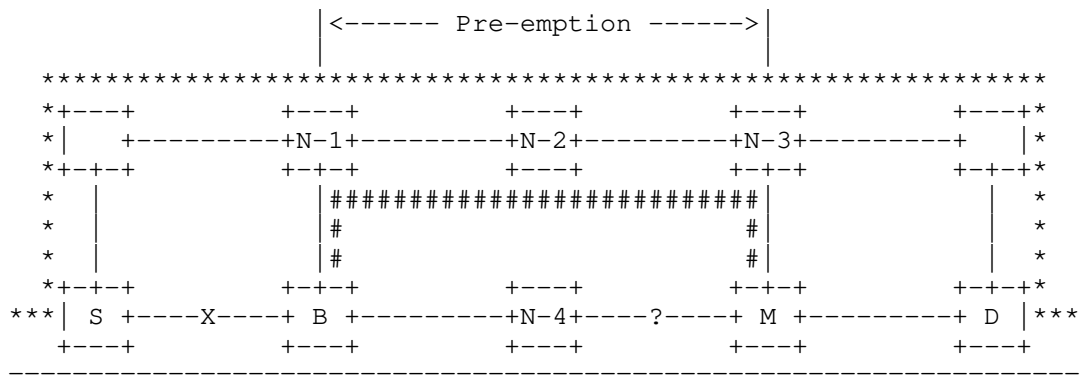 |<------ Pre-emption ------>|
|                           |
***************************************************************
*+---+         +---+         +---+         +---+         +---+*
*|   +---------+N-1+---------+N-2+---------+N-3+---------+   |*
*+-+-+         +-+-+         +---+         +-+-+         +-+-+*
*  |             |###########################|             |  *
*  |             |#                         #|             |  *
*  |             |#                         #|             |  *
*+-+-+         +-+-+         +---+         +-+-+         +-+-+*
***| S +----X----+ B +---------+N-4+----?----+ M +---------+ D |***
+---+         +---+         +---+         +---+         +---+